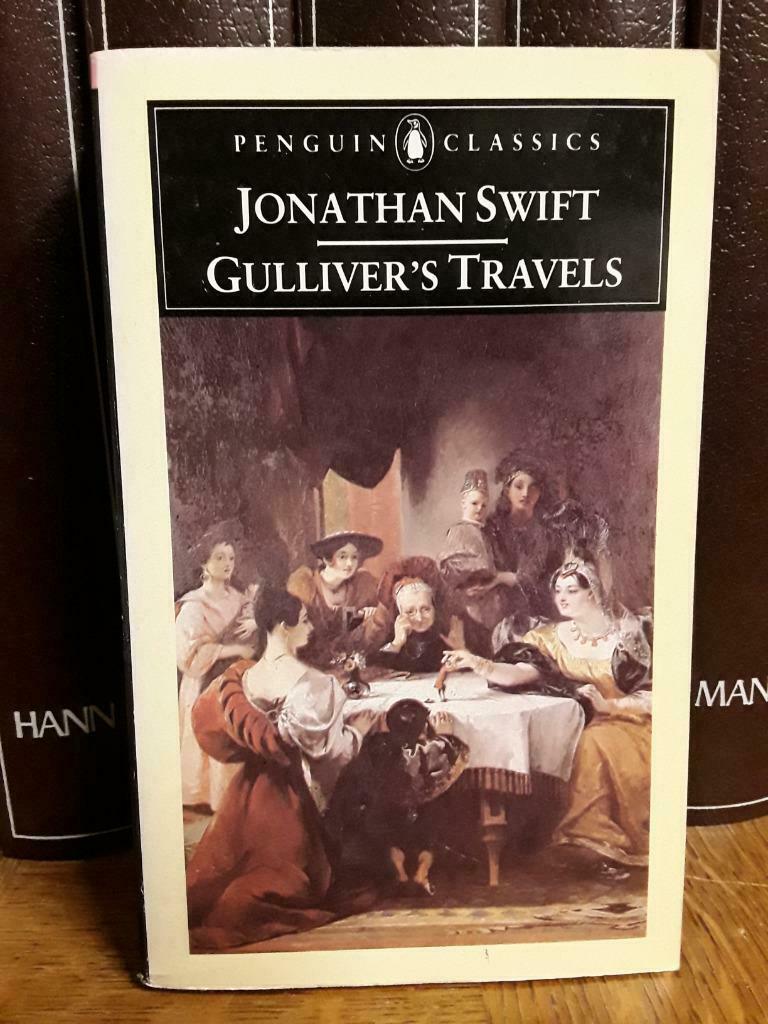 PENGUIN CLASSICS
JONATHAN SWIFT
GULLIVER'S TRAVELS
HANN
MAN